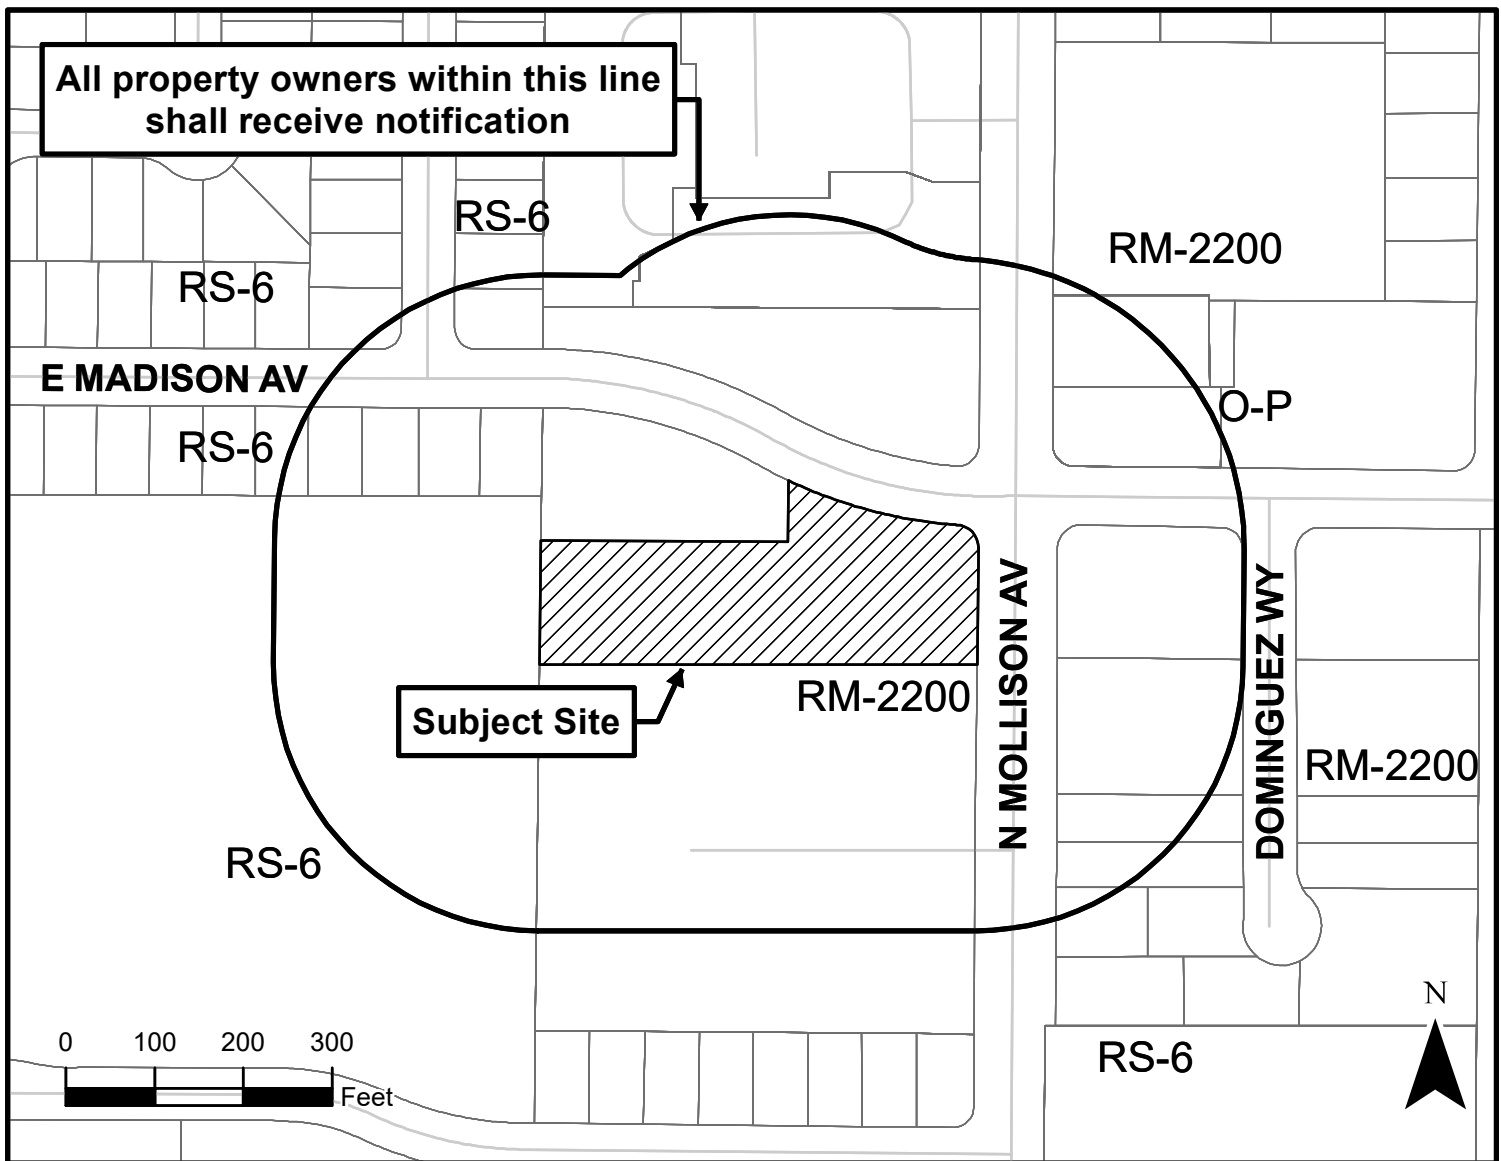 All property owners within this line
shall receive notification
RS-6
RM-2200
RS-6
E MADISON AV
O-P
RS-6
N MOLLISON AV
DOMINGUEZ WY
RM-2200
Subject Site
RM-2200
RS-6
N
0 100 200 300
Feet
RS-6